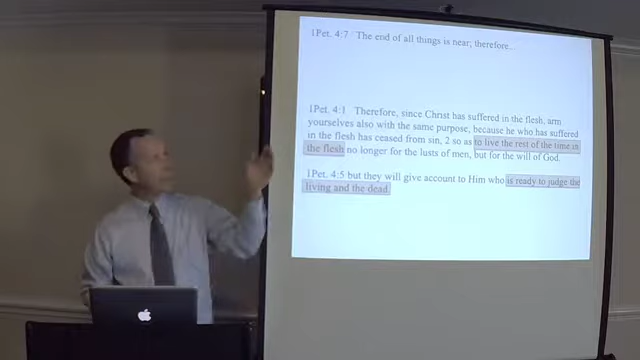 1Pet. 4:7 The end of all things is near; therefore...
1Pet. 4:1 Therefore, since Christ has suffered in the flesh, arm
yourselves also with the same purpose, because he who has suffered
in the flesh has ceased from sin, 2 so as to live the rest of the time in
the flesh no longer for the lusts of men, but for the will of God.
1Pet. 4:5 but they will give account to Him who is ready to judge the
living and the dead.